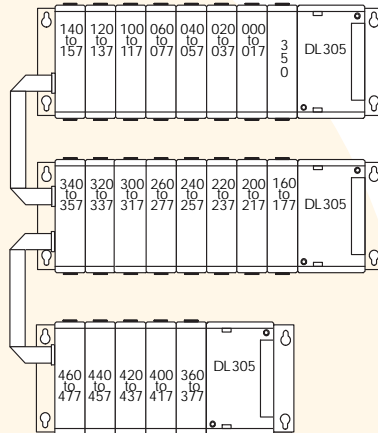 140 120 100 060 040 020 000
to to to to to to to
157 137 117 077 057 037 017
350
DL305
340 320 300 260 240 220 200 160
to to to to to to to to
357 337 317 277 257 237 217 177
DL305
460 440 420 400 360
to to to to to
477 457 437 417 377
DL305